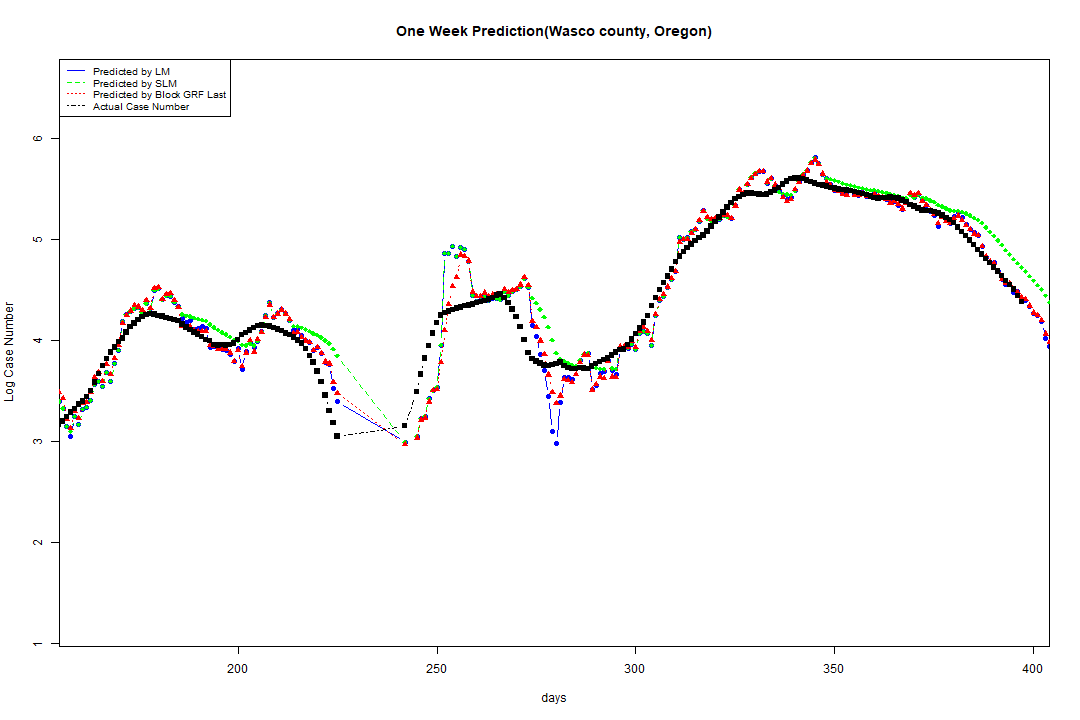 One Week Prediction(Wasco county, Oregon)
Predicted by LM
Predicted by SLM
Predicted by Block GRF Last
Actual Case Number
Log Case Number
6
5
4
3
2
1
200 250 300 350 400
days